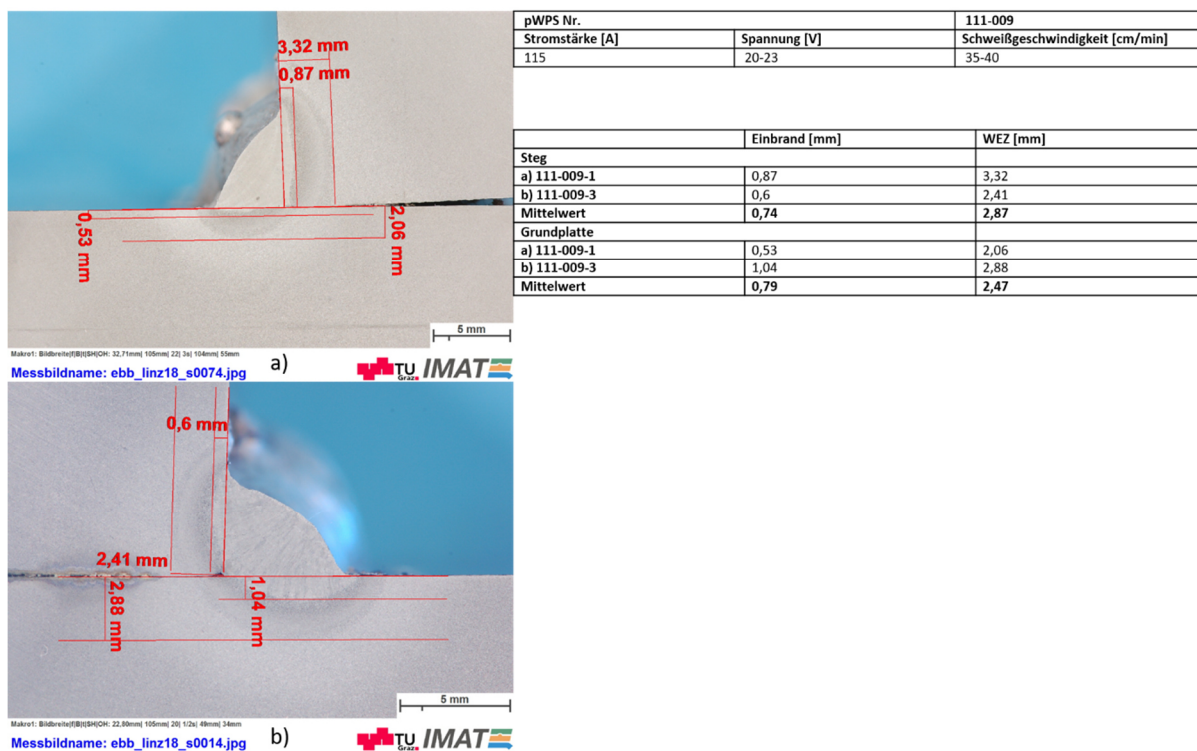 3,32 mm
0,87 mm
0,53 mm
2,06 mm
5 mm
Makro1: Bildbreite|f|B|t|SH|OH: 32,71mm| 105mm| 22| 3s| 104mm| 55mm
Messbildname: ebb_linz18_s0074.jpg
a)
TU
Graz
IMAT
0,6 mm
2,41 mm
2,88 mm
1,04 mm
5 mm
Makro1: Bildbreite|f|B|t|SH|OH: 22,80mm| 105mm| 20| 1/2s| 49mm| 34mm
Messbildname: ebb_linz18_s0014.jpg
b)
TU
Graz
IMAT
pWPS Nr. 111-009
Stromstärke [A] Spannung [V] Schweißgeschwindigkeit [cm/min]
115 20-23 35-40
Einbrand [mm] WEZ [mm]
Steg
a) 111-009-1 0,87 3,32
b) 111-009-3 0,6 2,41
Mittelwert 0,74 2,87
Grundplatte
a) 111-009-1 0,53 2,06
b) 111-009-3 1,04 2,88
Mittelwert 0,79 2,47